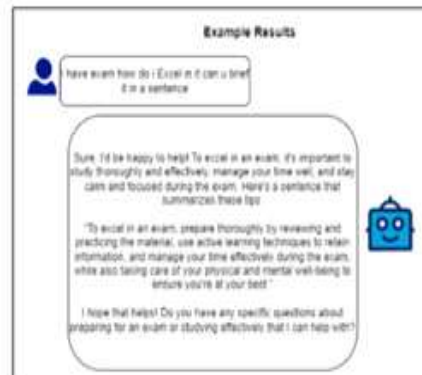 Example Results
I have exam how do i Excel in it can u brief
it in a sentence
Sure, I'd be happy to help! To excel in an exam, it's important to
study thoroughly and effectively, manage your time well, and stay
calm and focused during the exam. Here's a sentence that
summarizes these tips:
"To excel in an exam, prepare thoroughly by reviewing and
practicing the material, use active learning techniques to retain
information, and manage your time effectively during the exam,
while also taking care of your physical and mental well-being to
ensure you're at your best."
I hope that helps! Do you have any specific questions about
preparing for an exam or studying effectively that I can help with?